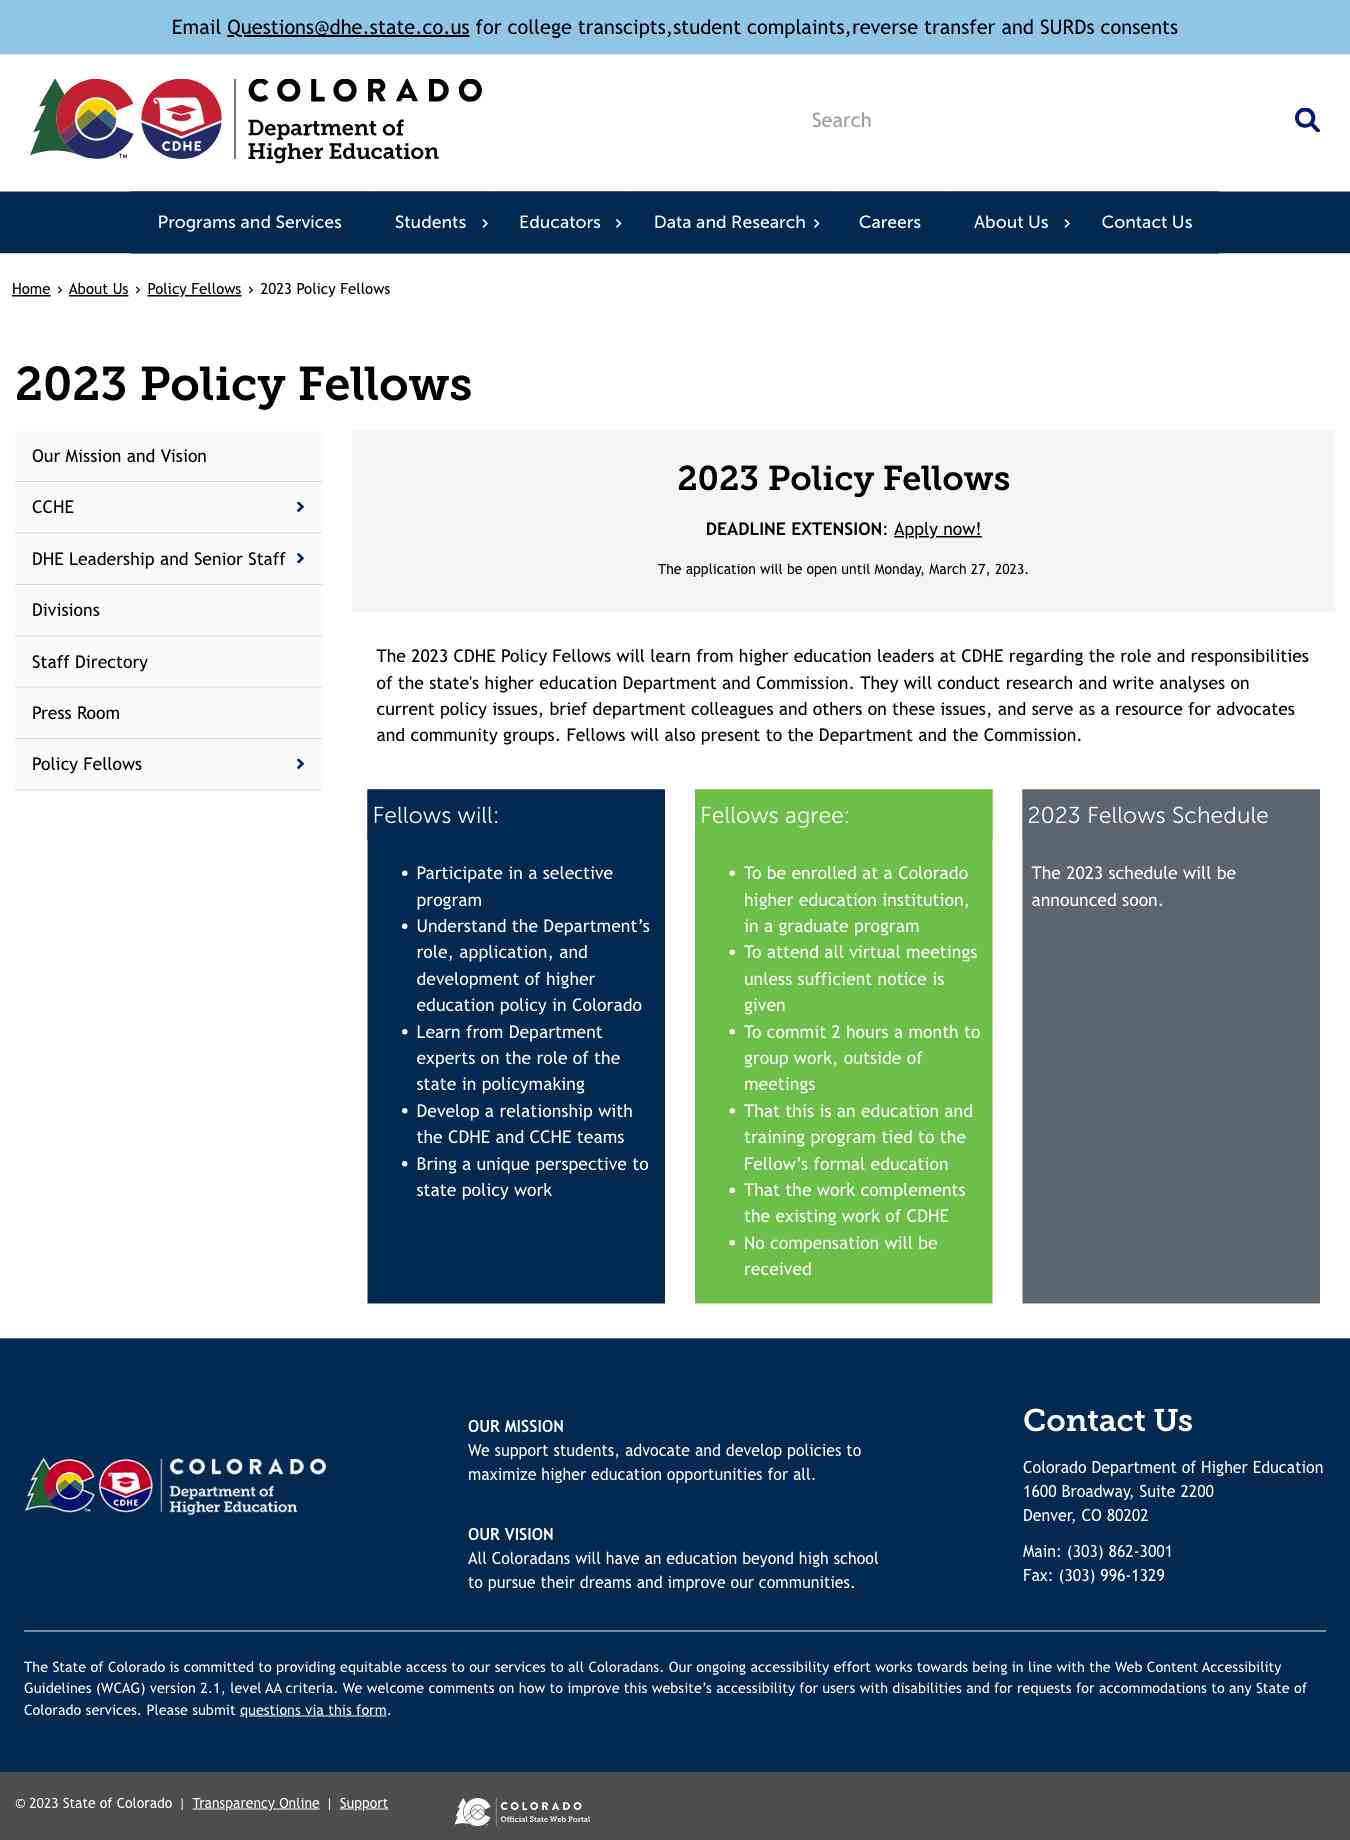 Email Questions@dhe.state.co.us for college transcipts,student complaints,reverse transfer and SURDs consents
CDHE
TM
COLORADO
Department of
Higher Education
Search
Programs and Services
Students
Educators
Data and Research
Careers
About Us
Contact Us
Home › About Us › Policy Fellows › 2023 Policy Fellows
2023 Policy Fellows
Our Mission and Vision
CCHE
DHE Leadership and Senior Staff
Divisions
Staff Directory
Press Room
Policy Fellows
2023 Policy Fellows
DEADLINE EXTENSION: Apply now!
The application will be open until Monday, March 27, 2023.
The 2023 CDHE Policy Fellows will learn from higher education leaders at CDHE regarding the role and responsibilities
of the state's higher education Department and Commission. They will conduct research and write analyses on
current policy issues, brief department colleagues and others on these issues, and serve as a resource for advocates
and community groups. Fellows will also present to the Department and the Commission.
Fellows will:
• Participate in a selective
program
• Understand the Department’s
role, application, and
development of higher
education policy in Colorado
• Learn from Department
experts on the role of the
state in policymaking
• Develop a relationship with
the CDHE and CCHE teams
• Bring a unique perspective to
state policy work
Fellows agree:
• To be enrolled at a Colorado
higher education institution,
in a graduate program
• To attend all virtual meetings
unless sufficient notice is
given
• To commit 2 hours a month to
group work, outside of
meetings
• That this is an education and
training program tied to the
Fellow’s formal education
• That the work complements
the existing work of CDHE
• No compensation will be
received
2023 Fellows Schedule
The 2023 schedule will be
announced soon.
CDHE
COLORADO
Department of
Higher Education
OUR MISSION
We support students, advocate and develop policies to
maximize higher education opportunities for all.
OUR VISION
All Coloradans will have an education beyond high school
to pursue their dreams and improve our communities.
Contact Us
Colorado Department of Higher Education
1600 Broadway, Suite 2200
Denver, CO 80202
Main: (303) 862-3001
Fax: (303) 996-1329
The State of Colorado is committed to providing equitable access to our services to all Coloradans. Our ongoing accessibility effort works towards being in line with the Web Content Accessibility
Guidelines (WCAG) version 2.1, level AA criteria. We welcome comments on how to improve this website’s accessibility for users with disabilities and for requests for accommodations to any State of
Colorado services. Please submit questions via this form.
© 2023 State of Colorado | Transparency Online | Support
COLORADO
Official State Web Portal